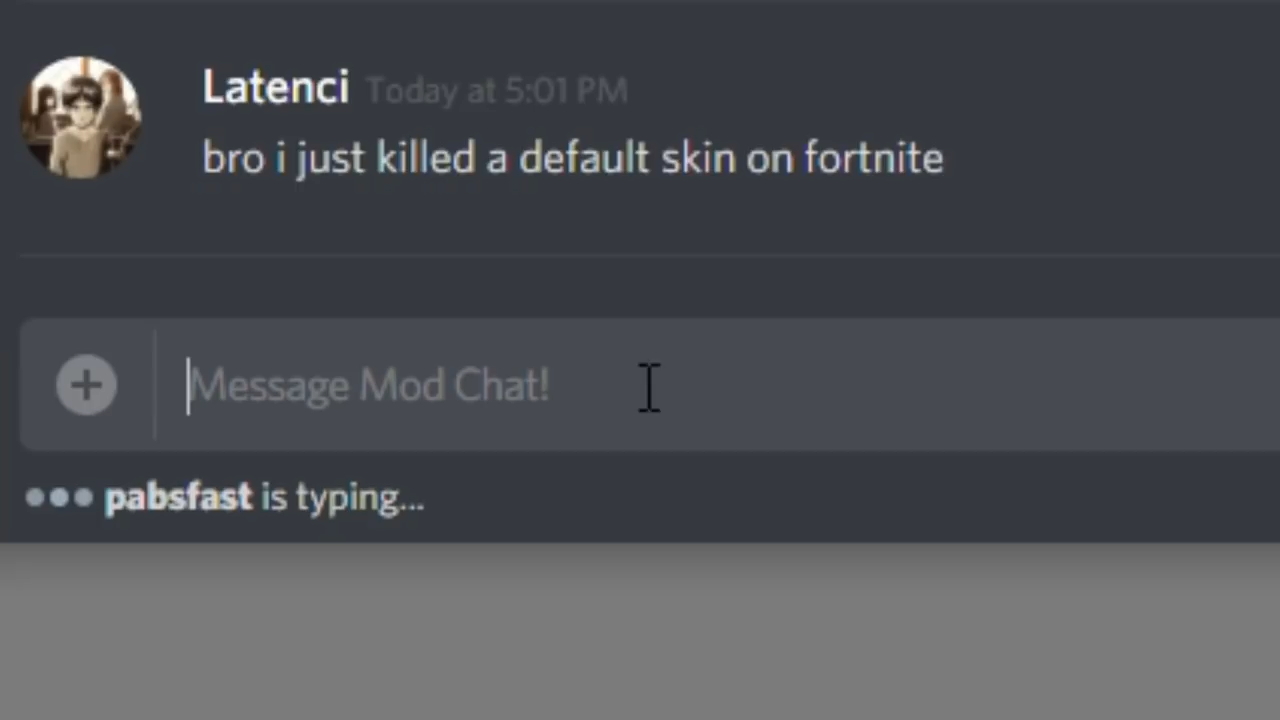 Latenci Today at 5:01 PM
bro i just killed a default skin on fortnite
Message Mod Chat!
pabsfast is typing...